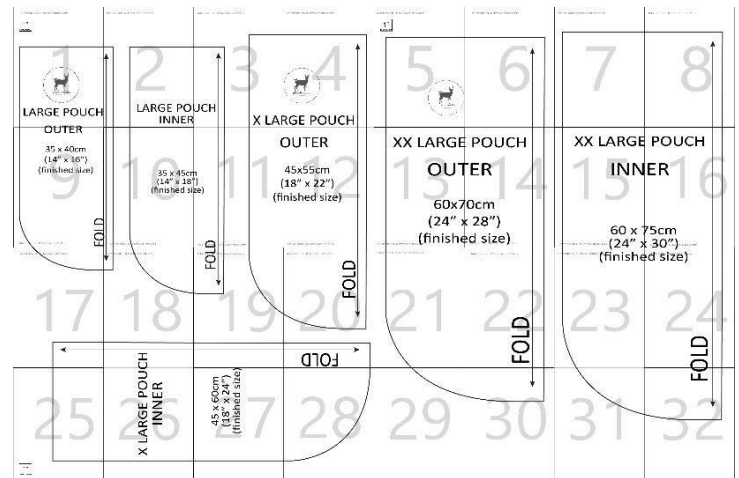 1"
1"
1 2 3 4 5 6 7 8
LARGE POUCH
OUTER
35 x 40cm
(14" x 16")
(finished size)
FOLD
LARGE POUCH
INNER
35 x 45cm
(14" x 18")
(finished size)
FOLD
X LARGE POUCH
OUTER
45x55cm
(18" x 22")
(finished size)
FOLD
XX LARGE POUCH
OUTER
60x70cm
(24" x 28")
(finished size)
FOLD
XX LARGE POUCH
INNER
60 x 75cm
(24" x 30")
(finished size)
FOLD
9 10 11 12 13 14 15 16
17 18 19 20 21 22 23 24
FOLD
X LARGE POUCH
INNER
45 x 60cm
(18" x 24")
(finished size)
25 26 27 28 29 30 31 32